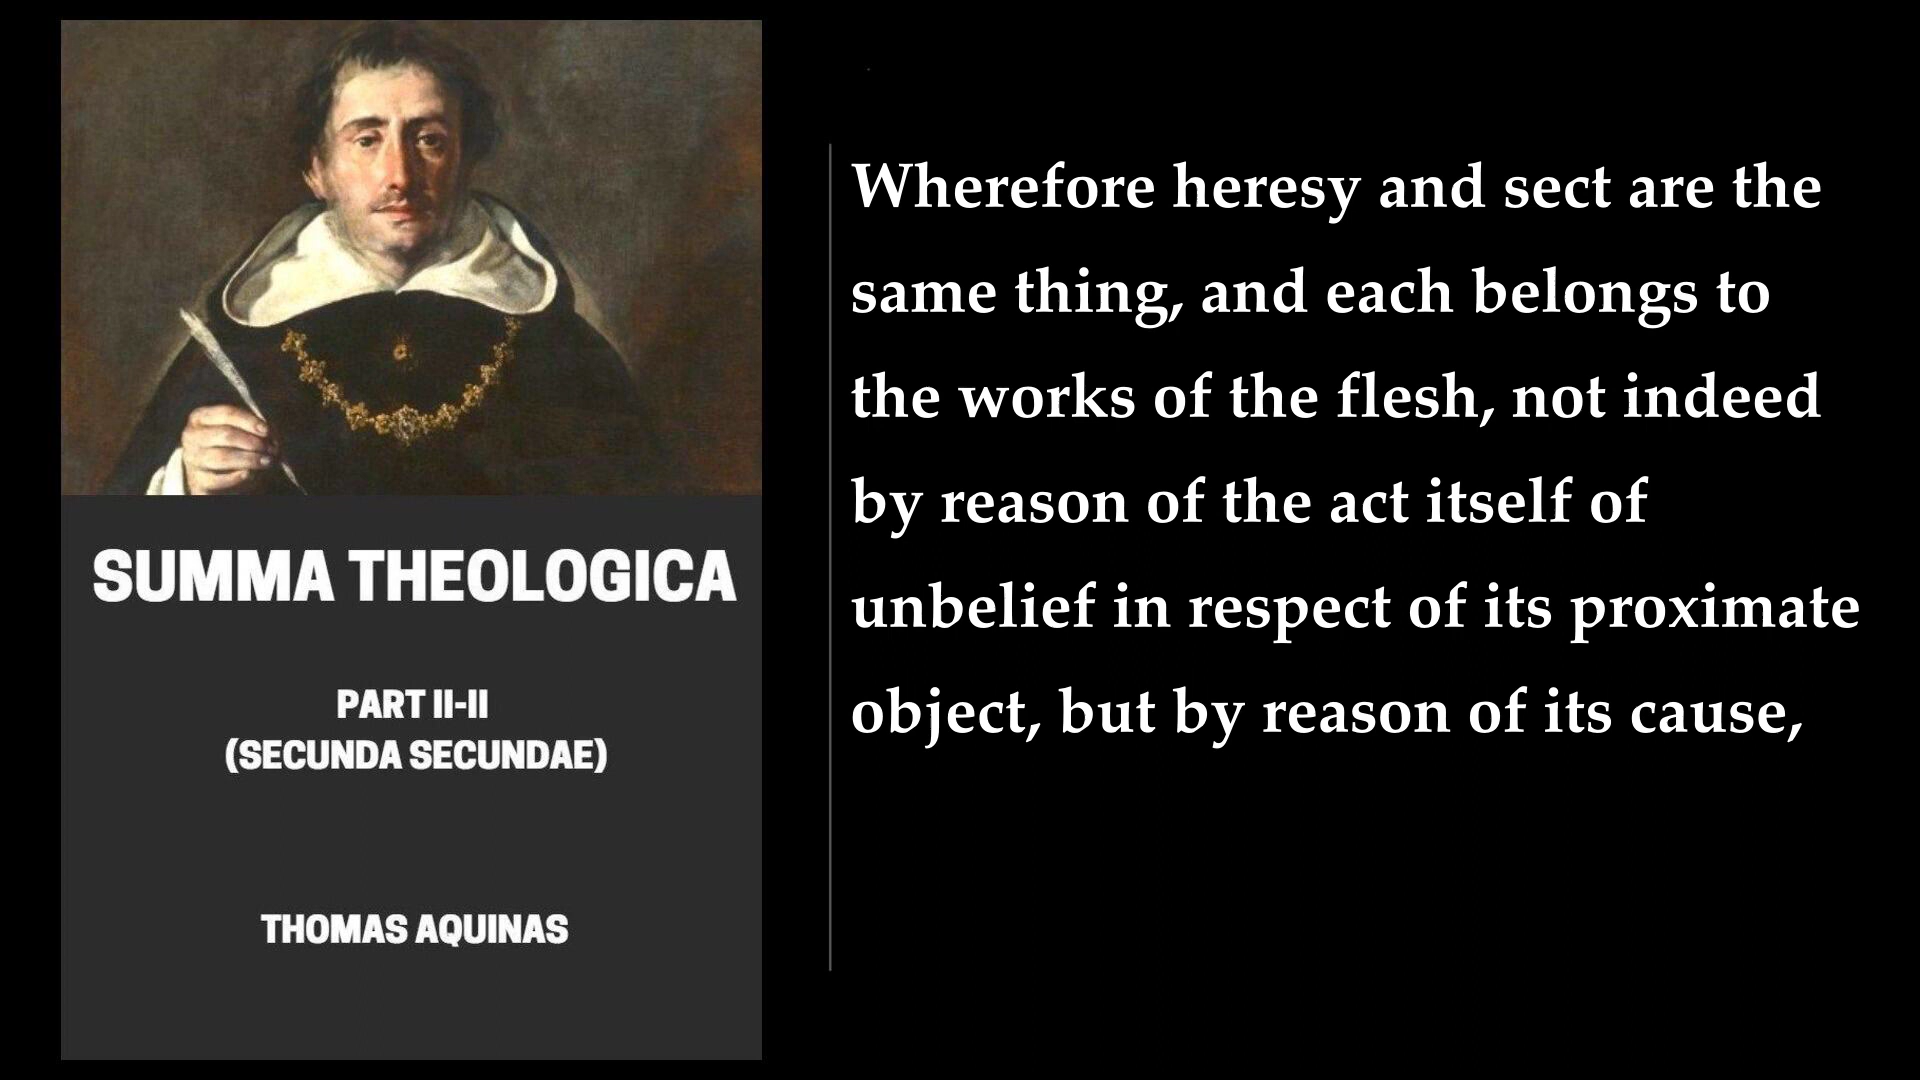 SUMMA THEOLOGICA
PART II-II
(SECUNDA SECUNDAE)
THOMAS AQUINAS
Wherefore heresy and sect are the
same thing, and each belongs to
the works of the flesh, not indeed
by reason of the act itself of
unbelief in respect of its proximate
object, but by reason of its cause,